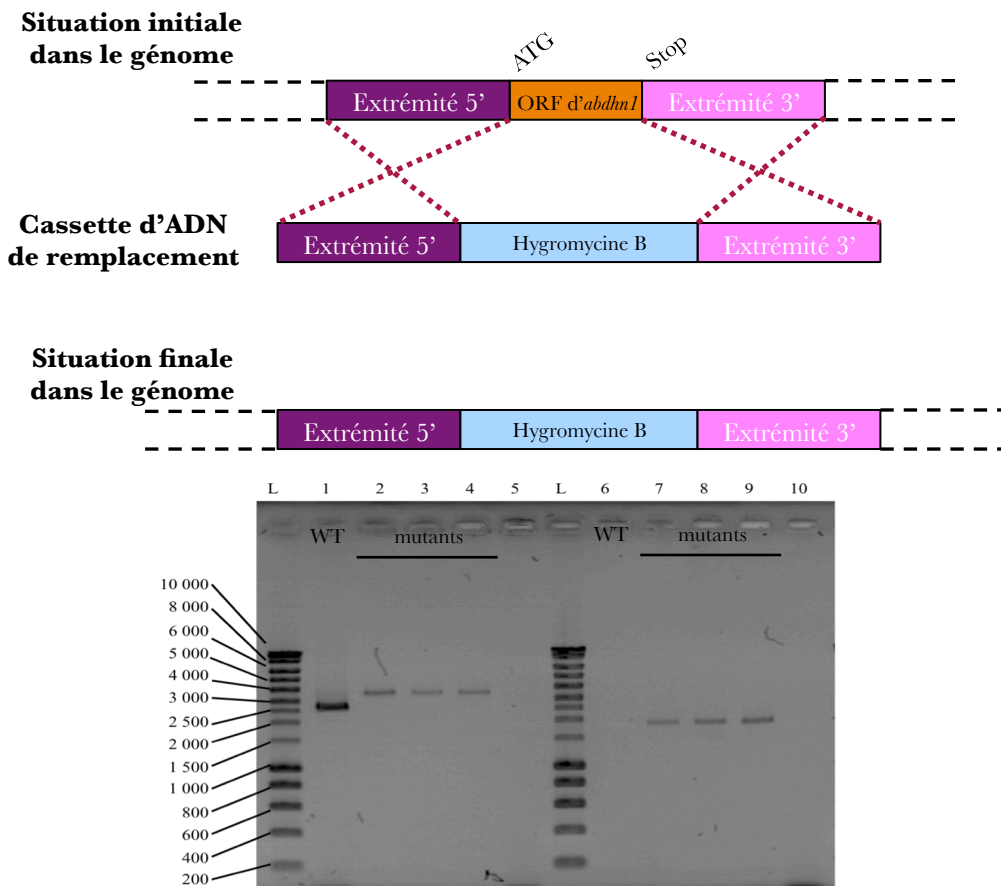 Situation initiale
dans le génome
ATG
Stop
Extrémité 5’
ORF d’abdhn1
Extrémité 3’
Cassette d’ADN
de remplacement
Extrémité 5’
Hygromycine B
Extrémité 3’
Situation finale
dans le génome
Extrémité 5’
Hygromycine B
Extrémité 3’
L 1 2 3 4 5 L 6 7 8 9 10
WT mutants WT mutants
10 000
8 000
6 000
5 000
4 000
3 000
2 500
2 000
1 500
1 000
800
600
400
200